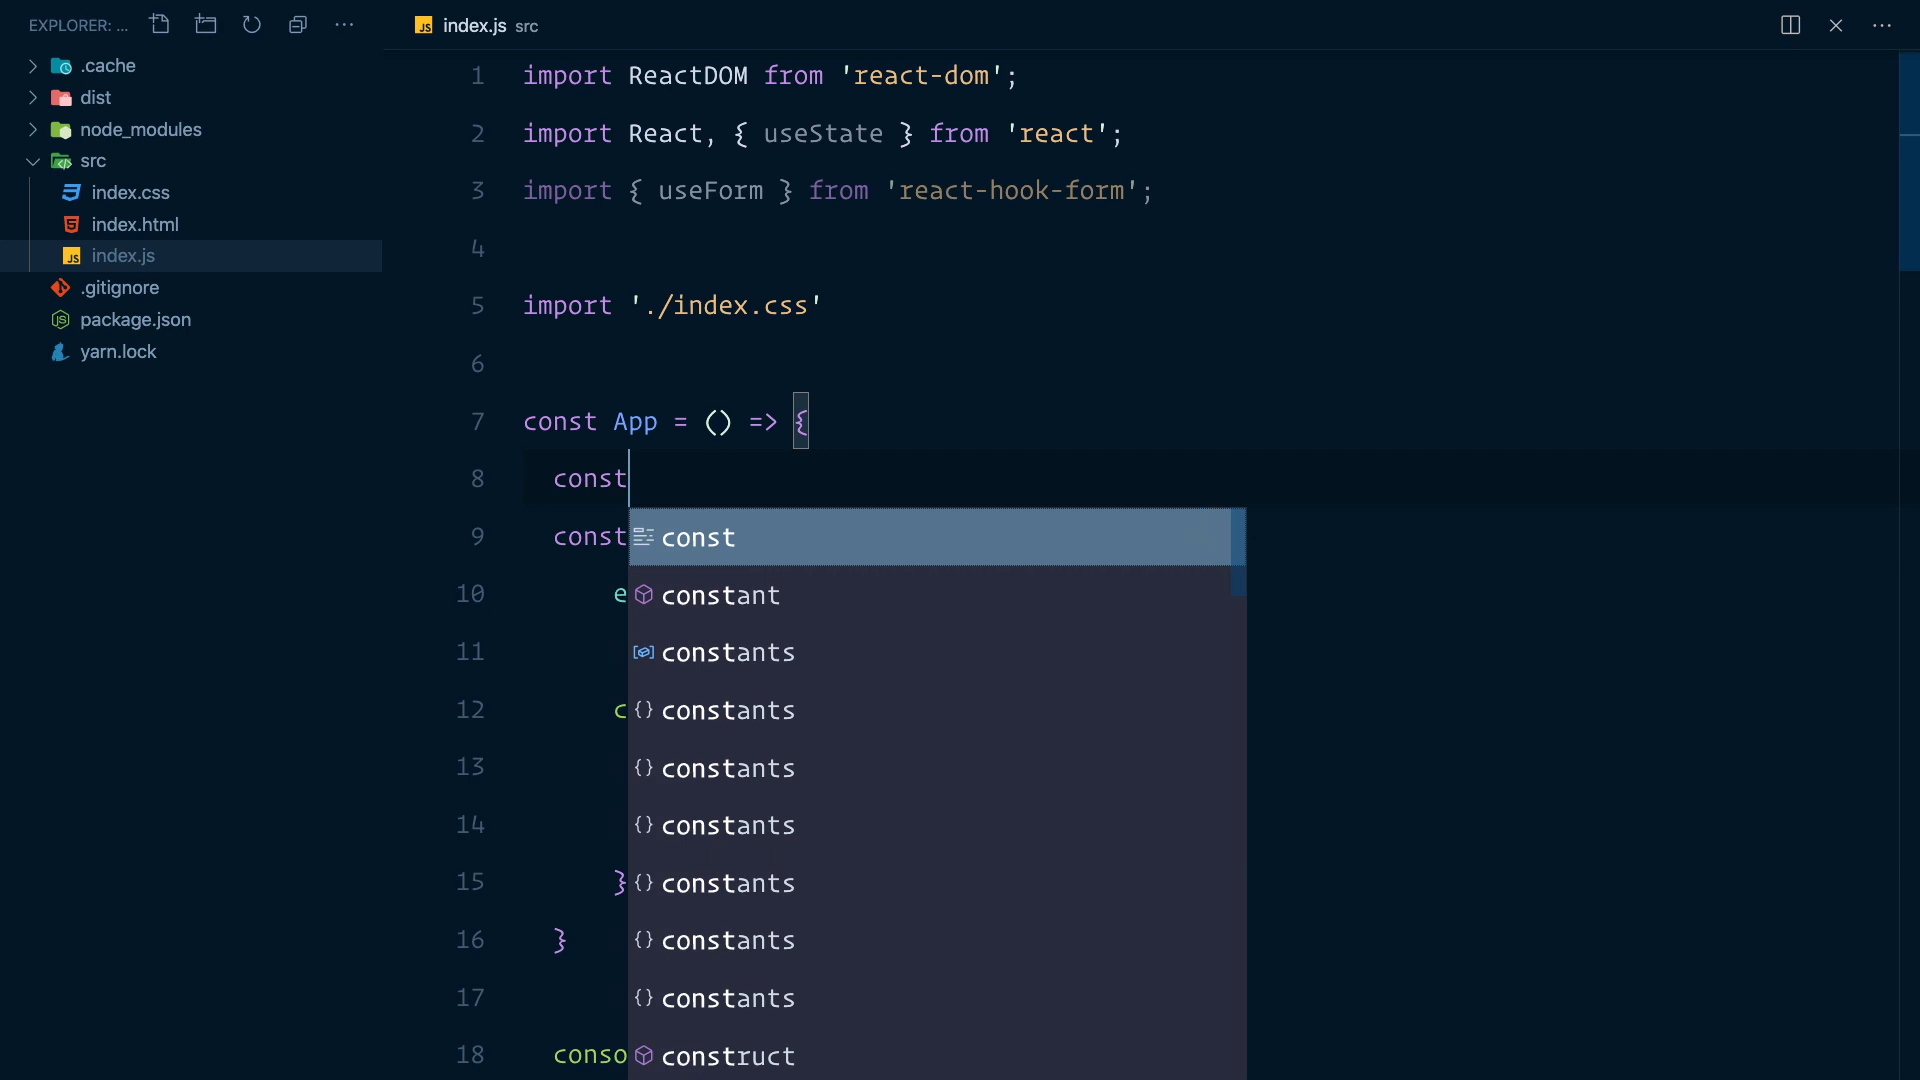 EXPLORER: ...
.cache
dist
node_modules
src
index.css
index.html
index.js
.gitignore
package.json
yarn.lock
index.js src
1 import ReactDOM from 'react-dom';
2 import React, { useState } from 'react';
3 import { useForm } from 'react-hook-form';
4
5 import './index.css'
6
7 const App = () => {
8 const
9 const
10 e
11
12 c
13
14
15 }
16 }
17
18 conso
const
constant
constants
constants
constants
constants
constants
constants
constants
construct